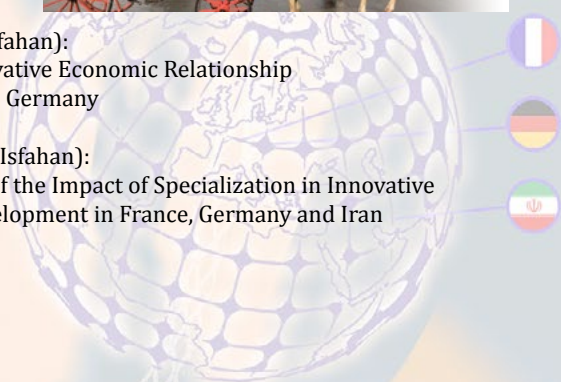 fahan):
vative Economic Relationship
Germany
Isfahan):
f the Impact of Specialization in Innovative
elopment in France, Germany and Iran